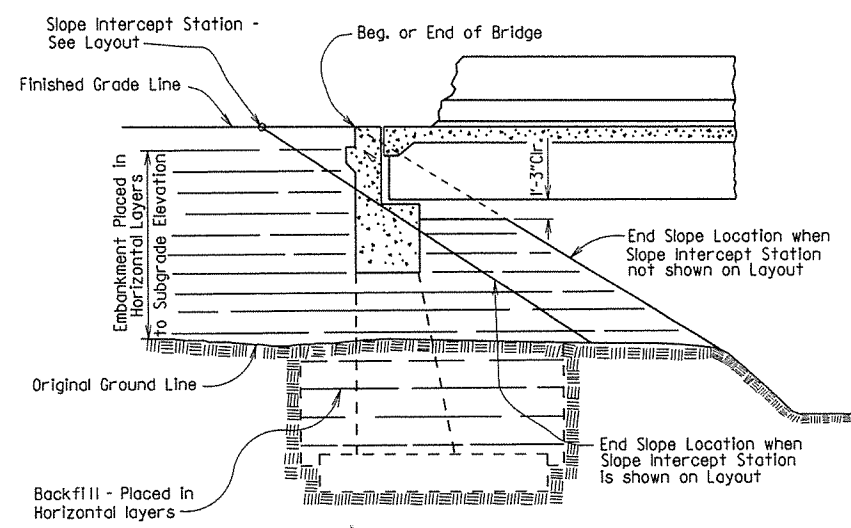 Slope Intercept Station -
See Layout
Beg. or End of Bridge
Finished Grade Line
1'-3"Clr.
Embankment Placed in
Horizontal Layers
to Subgrade Elevation
End Slope Location when
Slope Intercept Station
not shown on Layout
Original Ground Line
End Slope Location when
Slope Intercept Station
is shown on Layout
Backfill - Placed in
Horizontal layers